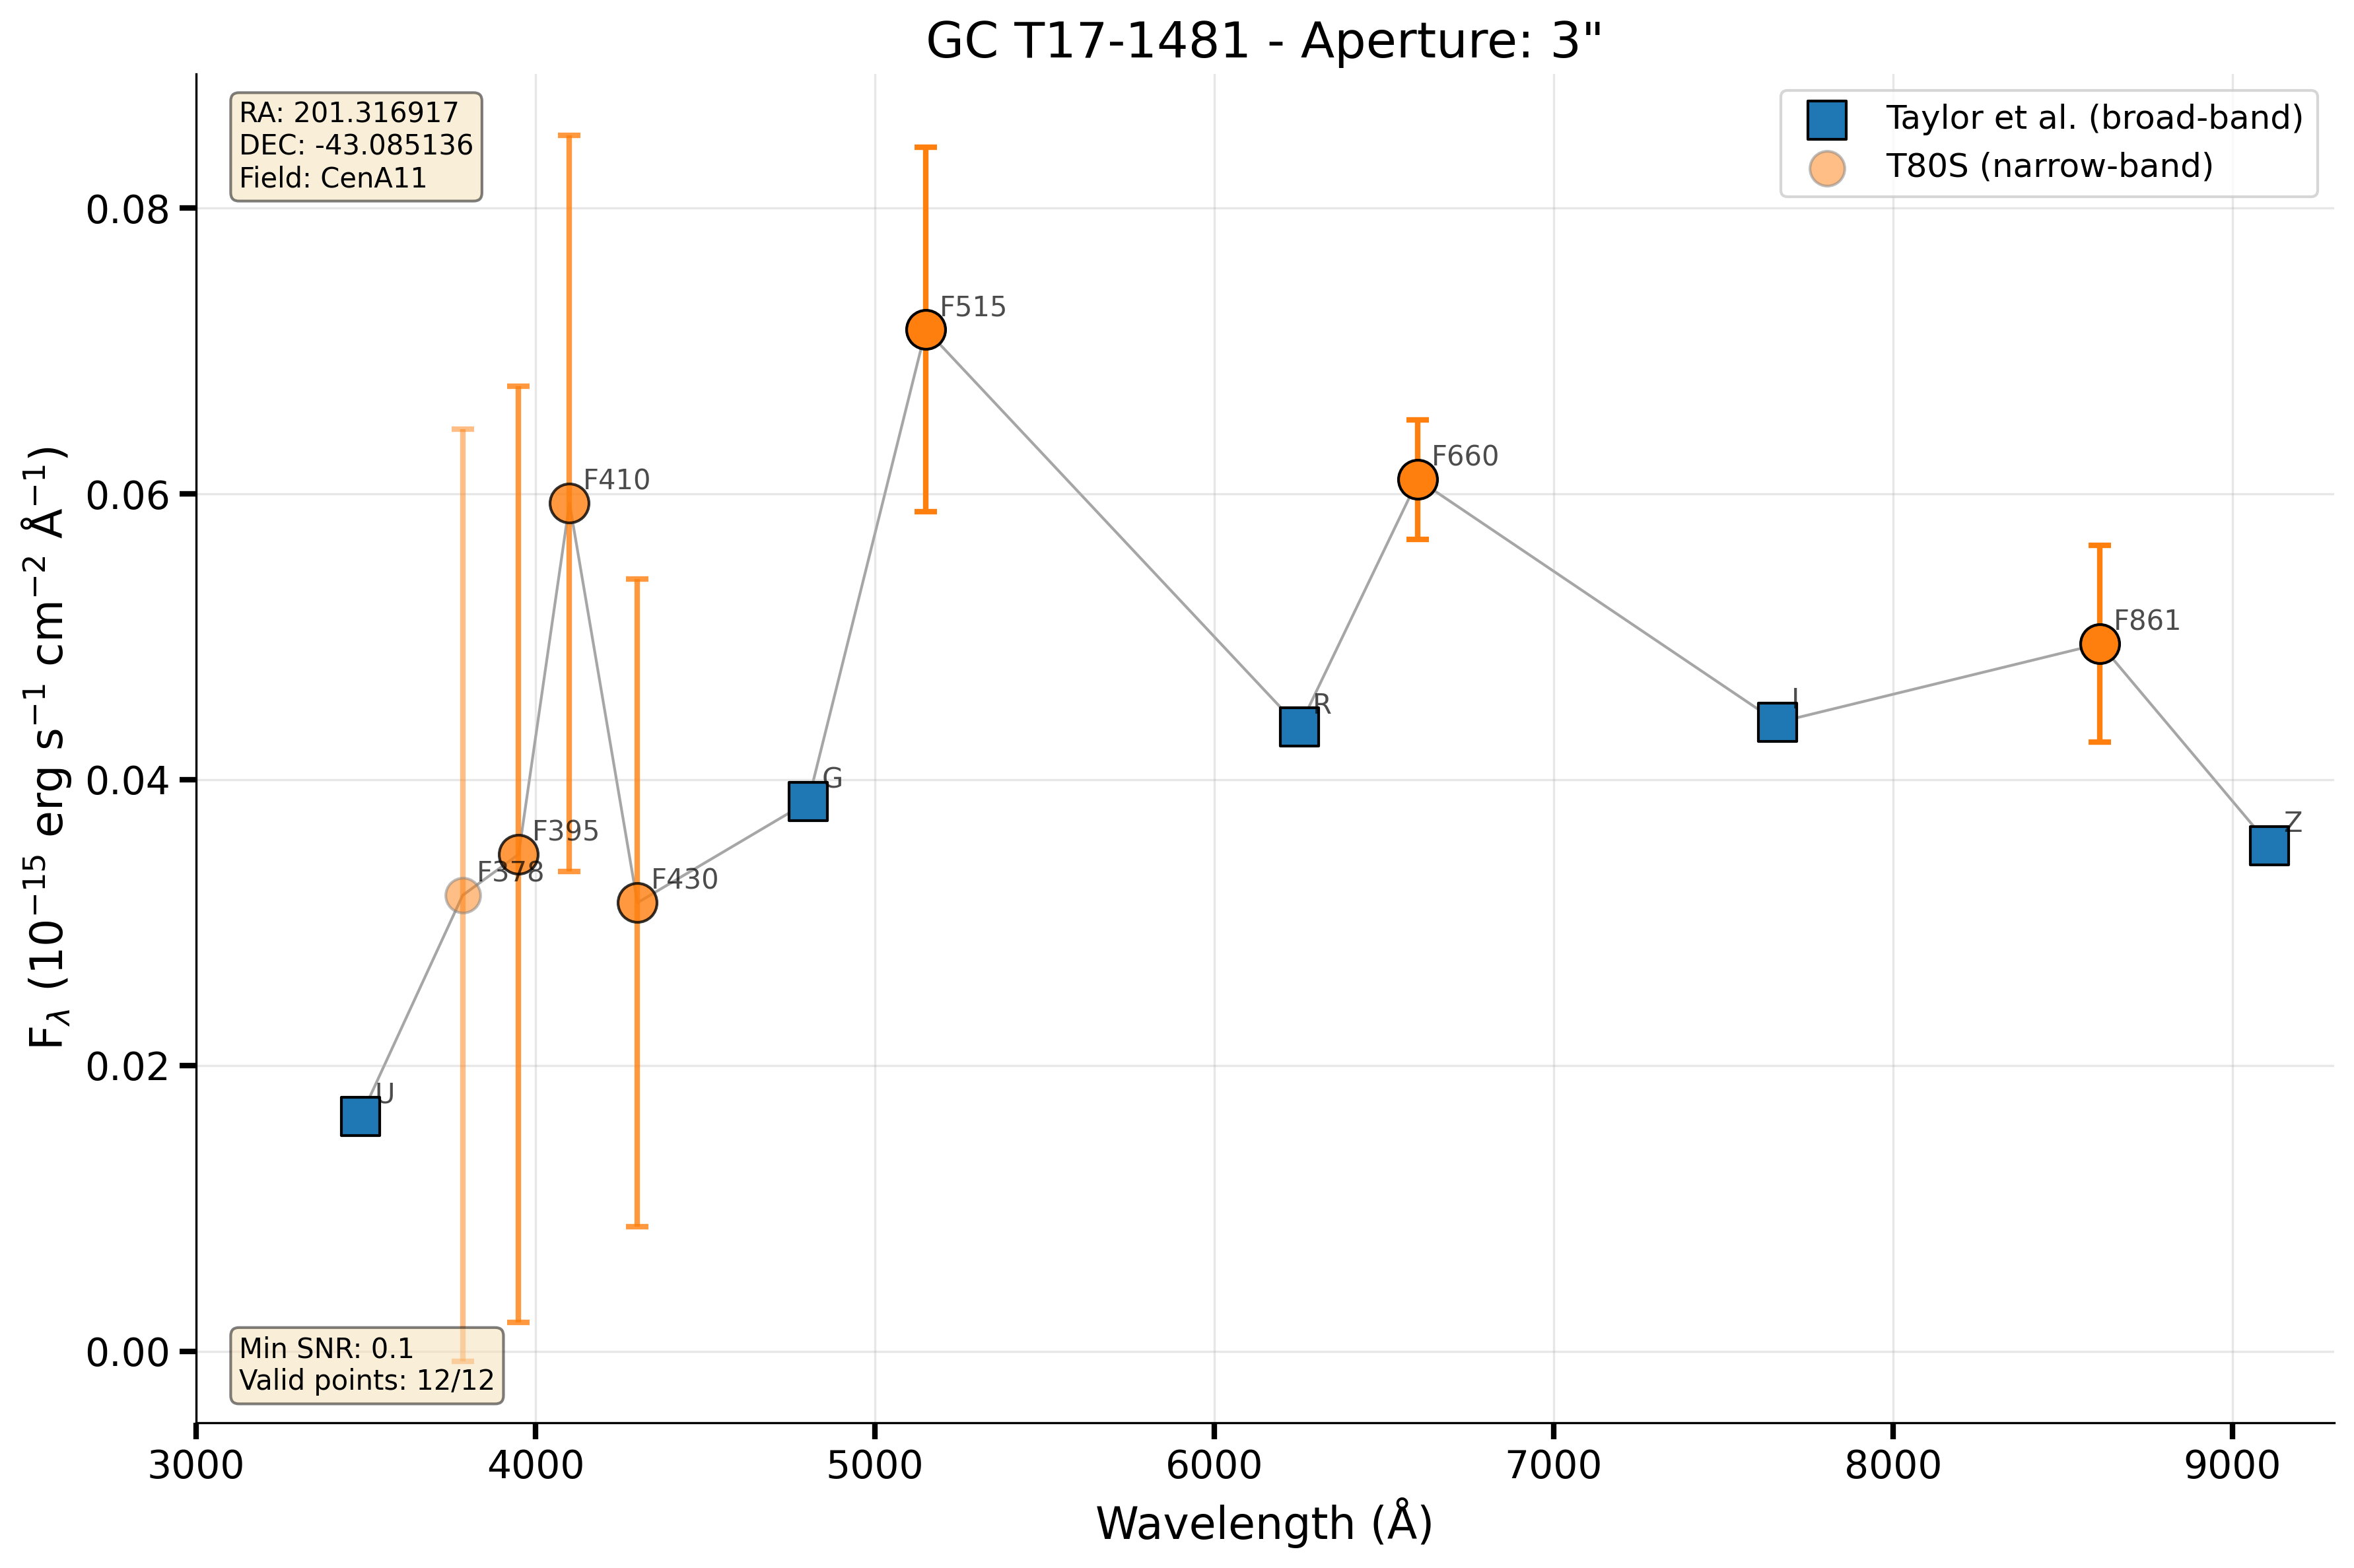 GC T17-1481 - Aperture: 3"
RA: 201.316917
DEC: -43.085136
Field: CenA11
Taylor et al. (broad-band)
T80S (narrow-band)
F_λ (10⁻¹⁵ erg s⁻¹ cm⁻² Å⁻¹)
0.08
0.06
0.04
0.02
0.00
U
F378
F395
F410
F430
G
F515
R
F660
I
F861
Z
Min SNR: 0.1
Valid points: 12/12
3000 4000 5000 6000 7000 8000 9000
Wavelength (Å)